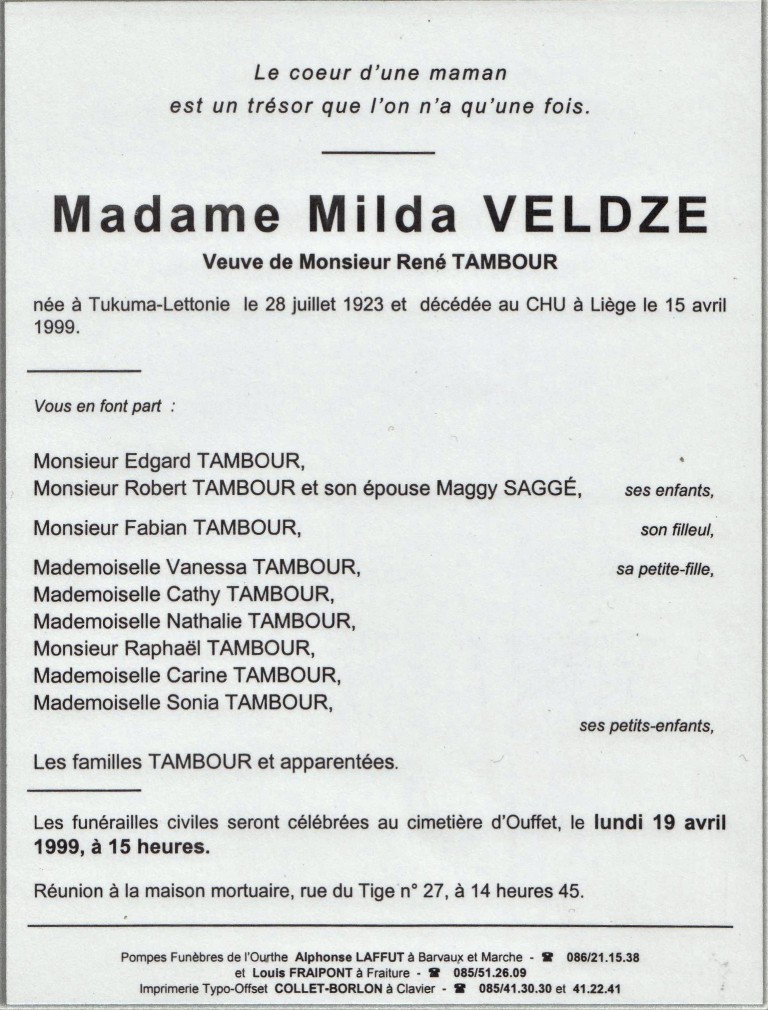 Le coeur d'une maman
est un trésor que l'on n'a qu'une fois.
Madame Milda VELDZE
Veuve de Monsieur René TAMBOUR
née à Tukuma-Lettonie le 28 juillet 1923 et décédée au CHU à Liège le 15 avril
1999.
Vous en font part :
Monsieur Edgard TAMBOUR,
Monsieur Robert TAMBOUR et son épouse Maggy SAGGÉ, ses enfants,
Monsieur Fabian TAMBOUR, son filleul,
Mademoiselle Vanessa TAMBOUR, sa petite-fille,
Mademoiselle Cathy TAMBOUR,
Mademoiselle Nathalie TAMBOUR,
Monsieur Raphaël TAMBOUR,
Mademoiselle Carine TAMBOUR,
Mademoiselle Sonia TAMBOUR,
ses petits-enfants,
Les familles TAMBOUR et apparentées.
Les funérailles civiles seront célébrées au cimetière d'Ouffet, le lundi 19 avril
1999, à 15 heures.
Réunion à la maison mortuaire, rue du Tige n° 27, à 14 heures 45.
Pompes Funèbres de l'Ourthe Alphonse LAFFUT à Barvaux et Marche - ☎ 086/21.15.38
et Louis FRAIPONT à Fraiture - ☎ 085/51.26.09
Imprimerie Typo-Offset COLLET-BORLON à Clavier - ☎ 085/41.30.30 et 41.22.41